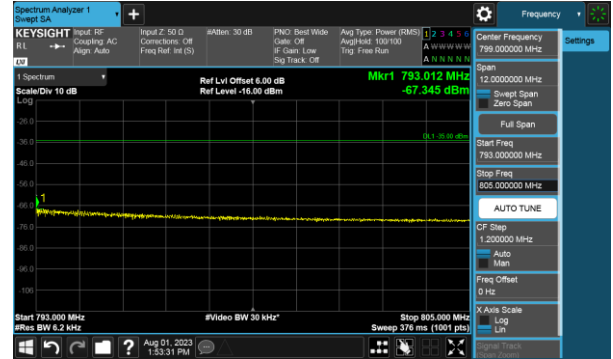 Spectrum Analyzer 1
Swept SA
Frequency
KEYSIGHT
RL
Input: RF
Coupling: AC
Align: Auto
Input Z: 50 Ω
Corrections: Off
Freq Ref: Int (S)
#Atten: 30 dB
PNO: Best Wide
Gate: Off
IF Gain: Low
Sig Track: Off
Avg Type: Power (RMS)
Avg|Hold: 100/100
Trig: Free Run
1 2 3 4 5 6
A W W W W W
A N N N N N
Settings
1 Spectrum
Scale/Div 10 dB
Ref Lvl Offset 6.00 dB
Ref Level -16.00 dBm
Mkr1 793.012 MHz
-67.345 dBm
Log
-26.0
-36.0
-46.0
-56.0
-66.0
-76.0
-86.0
-96.0
-106
DL1 -35.00 dBm
1
Start 793.000 MHz
#Res BW 6.2 kHz
#Video BW 30 kHz*
Stop 805.000 MHz
Sweep 376 ms (1001 pts)
Center Frequency
799.000000 MHz
Span
12.0000000 MHz
Swept Span
Zero Span
Full Span
Start Freq
793.000000 MHz
Stop Freq
805.000000 MHz
AUTO TUNE
CF Step
1.200000 MHz
Auto
Man
Freq Offset
0 Hz
X Axis Scale
Log
Lin
Signal Track
(Span Zoom)
?
Aug 01, 2023
1:53:31 PM